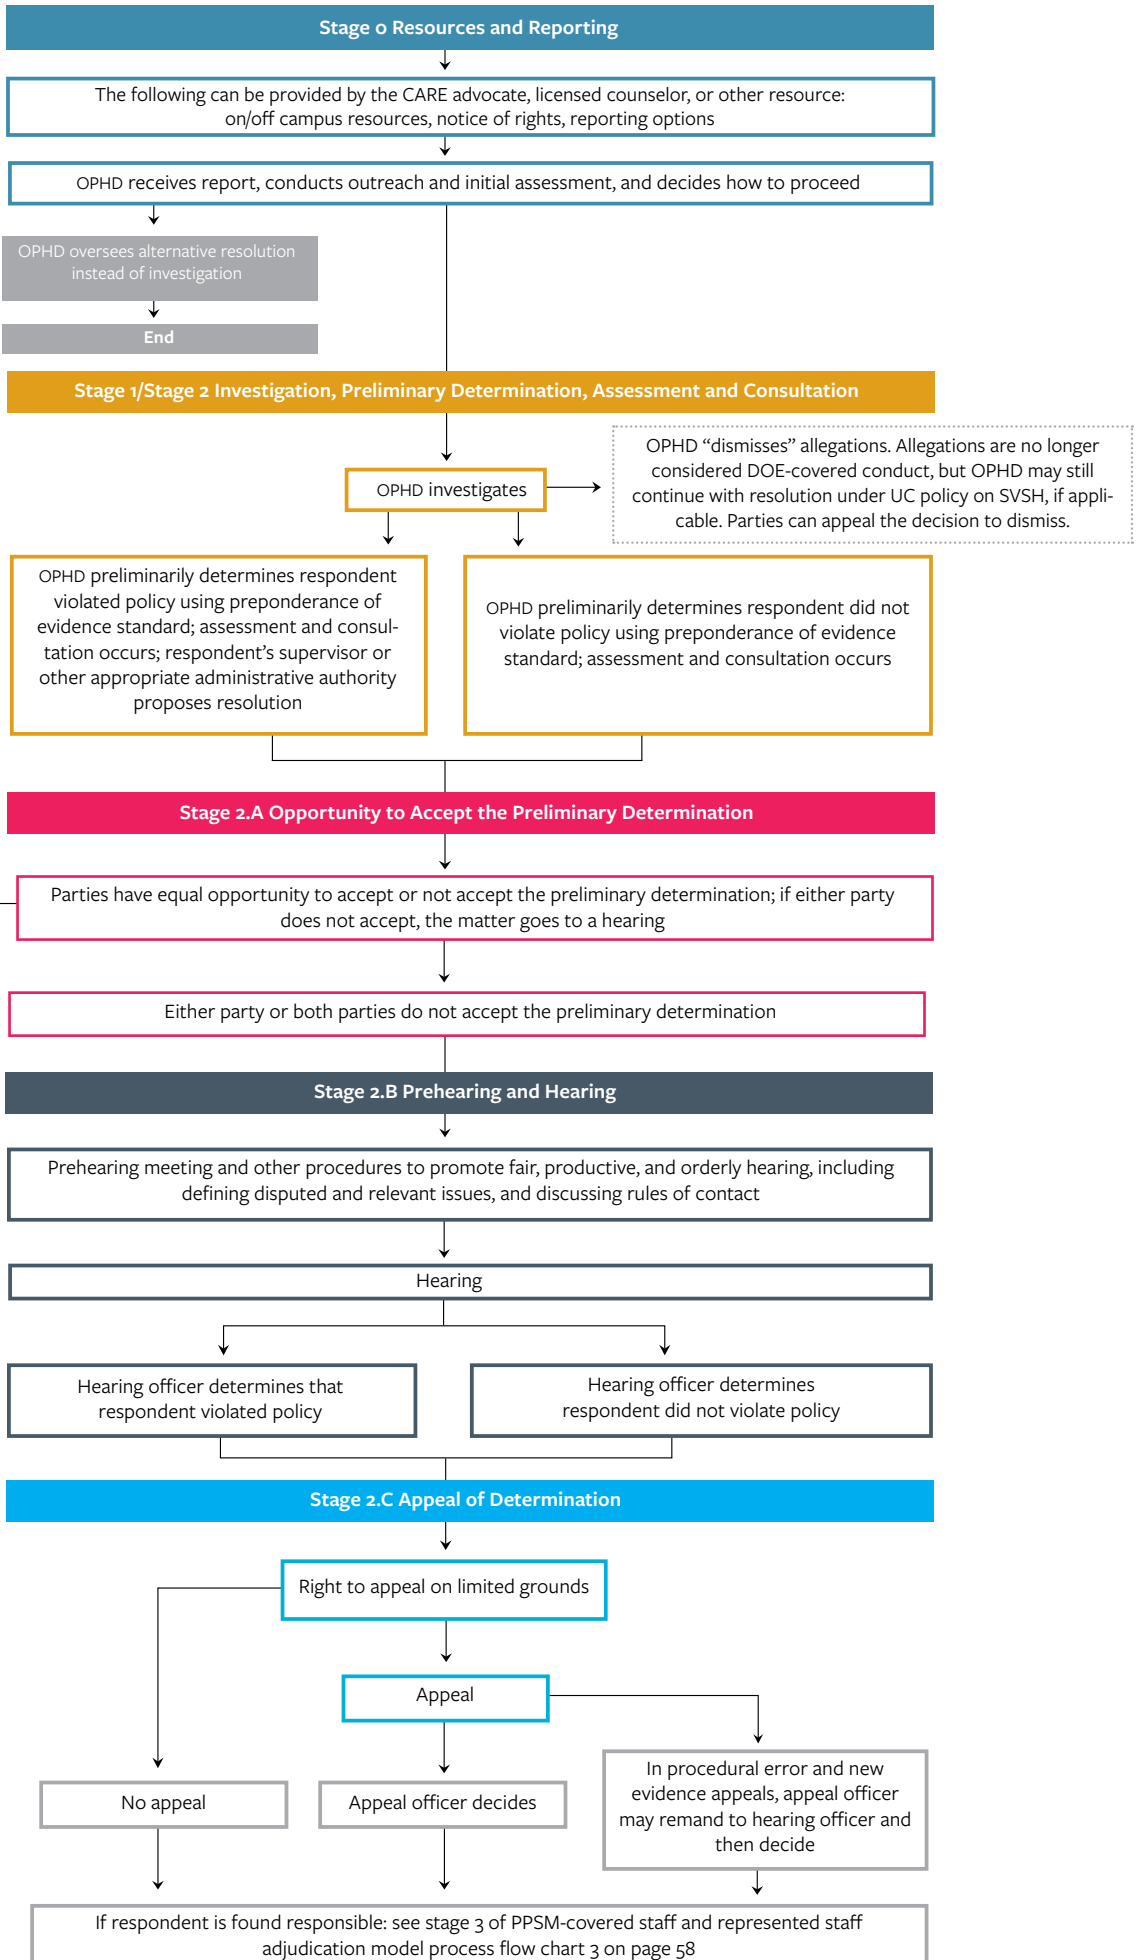 Stage 0 Resources and Reporting
The following can be provided by the CARE advocate, licensed counselor, or other resource:
on/off campus resources, notice of rights, reporting options
OPHD receives report, conducts outreach and initial assessment, and decides how to proceed
OPHD oversees alternative resolution
instead of investigation
End
Stage 1/Stage 2 Investigation, Preliminary Determination, Assessment and Consultation
OPHD investigates
OPHD “dismisses” allegations. Allegations are no longer
considered DOE-covered conduct, but OPHD may still
continue with resolution under UC policy on SVSH, if appli-
cable. Parties can appeal the decision to dismiss.
OPHD preliminarily determines respondent
violated policy using preponderance of
evidence standard; assessment and consul-
tation occurs; respondent’s supervisor or
other appropriate administrative authority
proposes resolution
OPHD preliminarily determines respondent did not
violate policy using preponderance of evidence
standard; assessment and consultation occurs
Stage 2.A Opportunity to Accept the Preliminary Determination
Parties have equal opportunity to accept or not accept the preliminary determination; if either party
does not accept, the matter goes to a hearing
Either party or both parties do not accept the preliminary determination
Stage 2.B Prehearing and Hearing
Prehearing meeting and other procedures to promote fair, productive, and orderly hearing, including
defining disputed and relevant issues, and discussing rules of contact
Hearing
Hearing officer determines that
respondent violated policy
Hearing officer determines
respondent did not violate policy
Stage 2.C Appeal of Determination
Right to appeal on limited grounds
Appeal
No appeal
Appeal officer decides
In procedural error and new
evidence appeals, appeal officer
may remand to hearing officer and
then decide
If respondent is found responsible: see stage 3 of PPSM-covered staff and represented staff
adjudication model process flow chart 3 on page 58